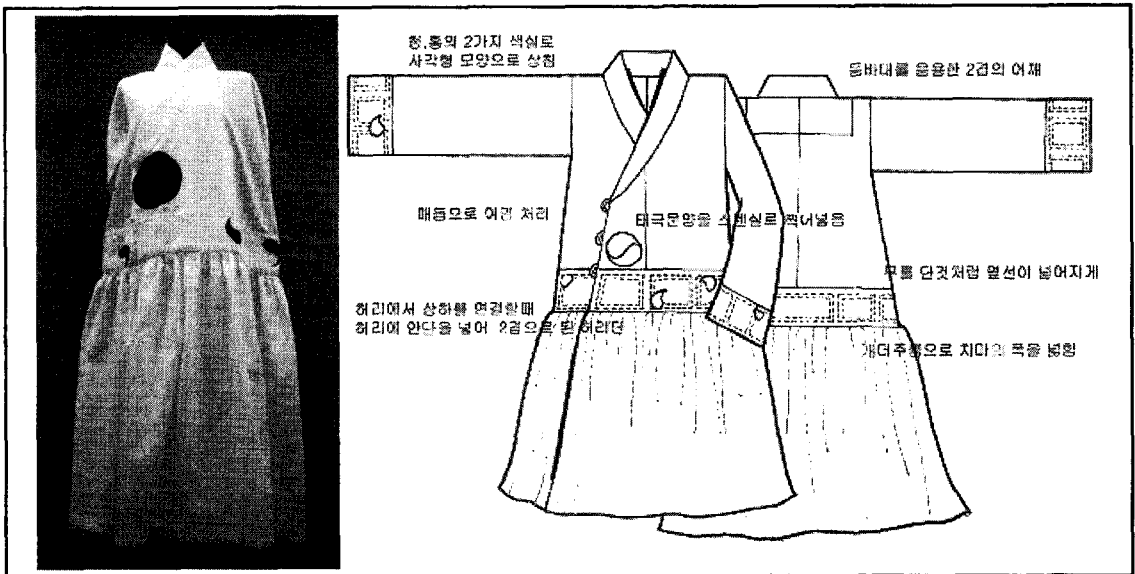 청,홍의 2가지 색실로
사각형 모양으로 상침
등바대를 응용한 2겹의 어깨
매듭으로 여밈 처리
태극문양을 스텐실로 찍어넣음
무를 단것처럼 옆선이 넓어지게
허리에서 상하를 연결할때
허리에 안단을 넣어 2겹으로 된 허리단
개더주름으로 치마의 폭을 넓힘